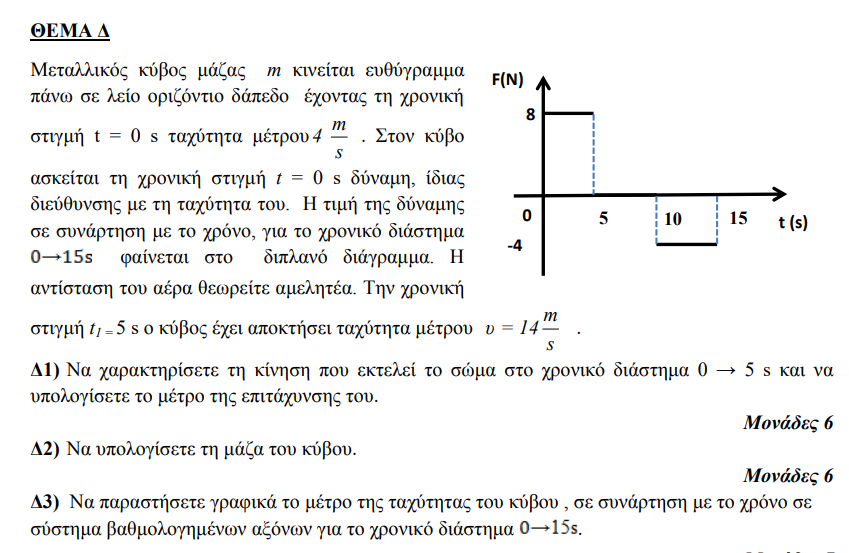 ΘΕΜΑ Δ
Μεταλλικός κύβος μάζας m κινείται ευθύγραμμα
πάνω σε λείο οριζόντιο δάπεδο έχοντας τη χρονική
στιγμή t = 0 s ταχύτητα μέτρου 4 m/s . Στον κύβο
ασκείται τη χρονική στιγμή t = 0 s δύναμη, ίδιας
διεύθυνσης με τη ταχύτητα του. Η τιμή της δύναμης
σε συνάρτηση με το χρόνο, για το χρονικό διάστημα
0→15s φαίνεται στο διπλανό διάγραμμα. Η
αντίσταση του αέρα θεωρείτε αμελητέα. Την χρονική
στιγμή t1 = 5 s ο κύβος έχει αποκτήσει ταχύτητα μέτρου υ = 14 m/s .
F(N)
8
0 5 10 15 t (s)
-4
Δ1) Να χαρακτηρίσετε τη κίνηση που εκτελεί το σώμα στο χρονικό διάστημα 0 → 5 s και να
υπολογίσετε το μέτρο της επιτάχυνσης του.
Μονάδες 6
Δ2) Να υπολογίσετε τη μάζα του κύβου.
Μονάδες 6
Δ3) Να παραστήσετε γραφικά το μέτρο της ταχύτητας του κύβου , σε συνάρτηση με το χρόνο σε
σύστημα βαθμολογημένων αξόνων για το χρονικό διάστημα 0→15s.